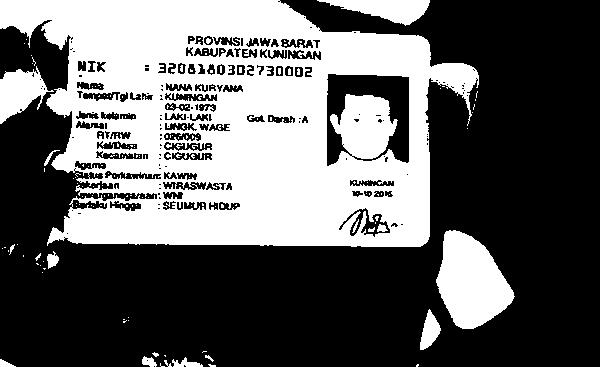 PROVINSI JAWA BARAT
KABUPATEN KUNINGAN
NIK : 3208180302730002
Nama : NANA KURYANA
Tempat/Tgl Lahir : KUNINGAN
03-02-1973
Jenis kelamin : LAKI-LAKI Gol. Darah : A
Alamat : LINGK. WAGE
RT/RW : 026/009
Kel/Desa : CIGUGUR
Kecamatan : CIGUGUR
Agama :
Status Perkawinan: KAWIN
Pekerjaan : WIRASWASTA
Kewarganegaraan: WNI
Berlaku Hingga : SEUMUR HIDUP
KUNINGAN
10-10-2016